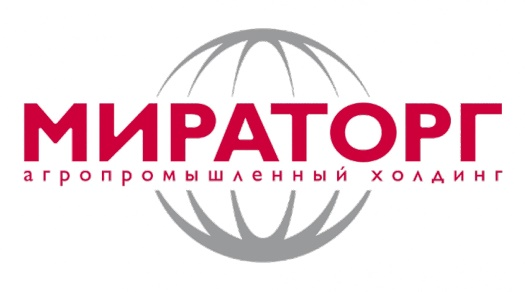 МИРАТОРГ
агропромышленный холдинг